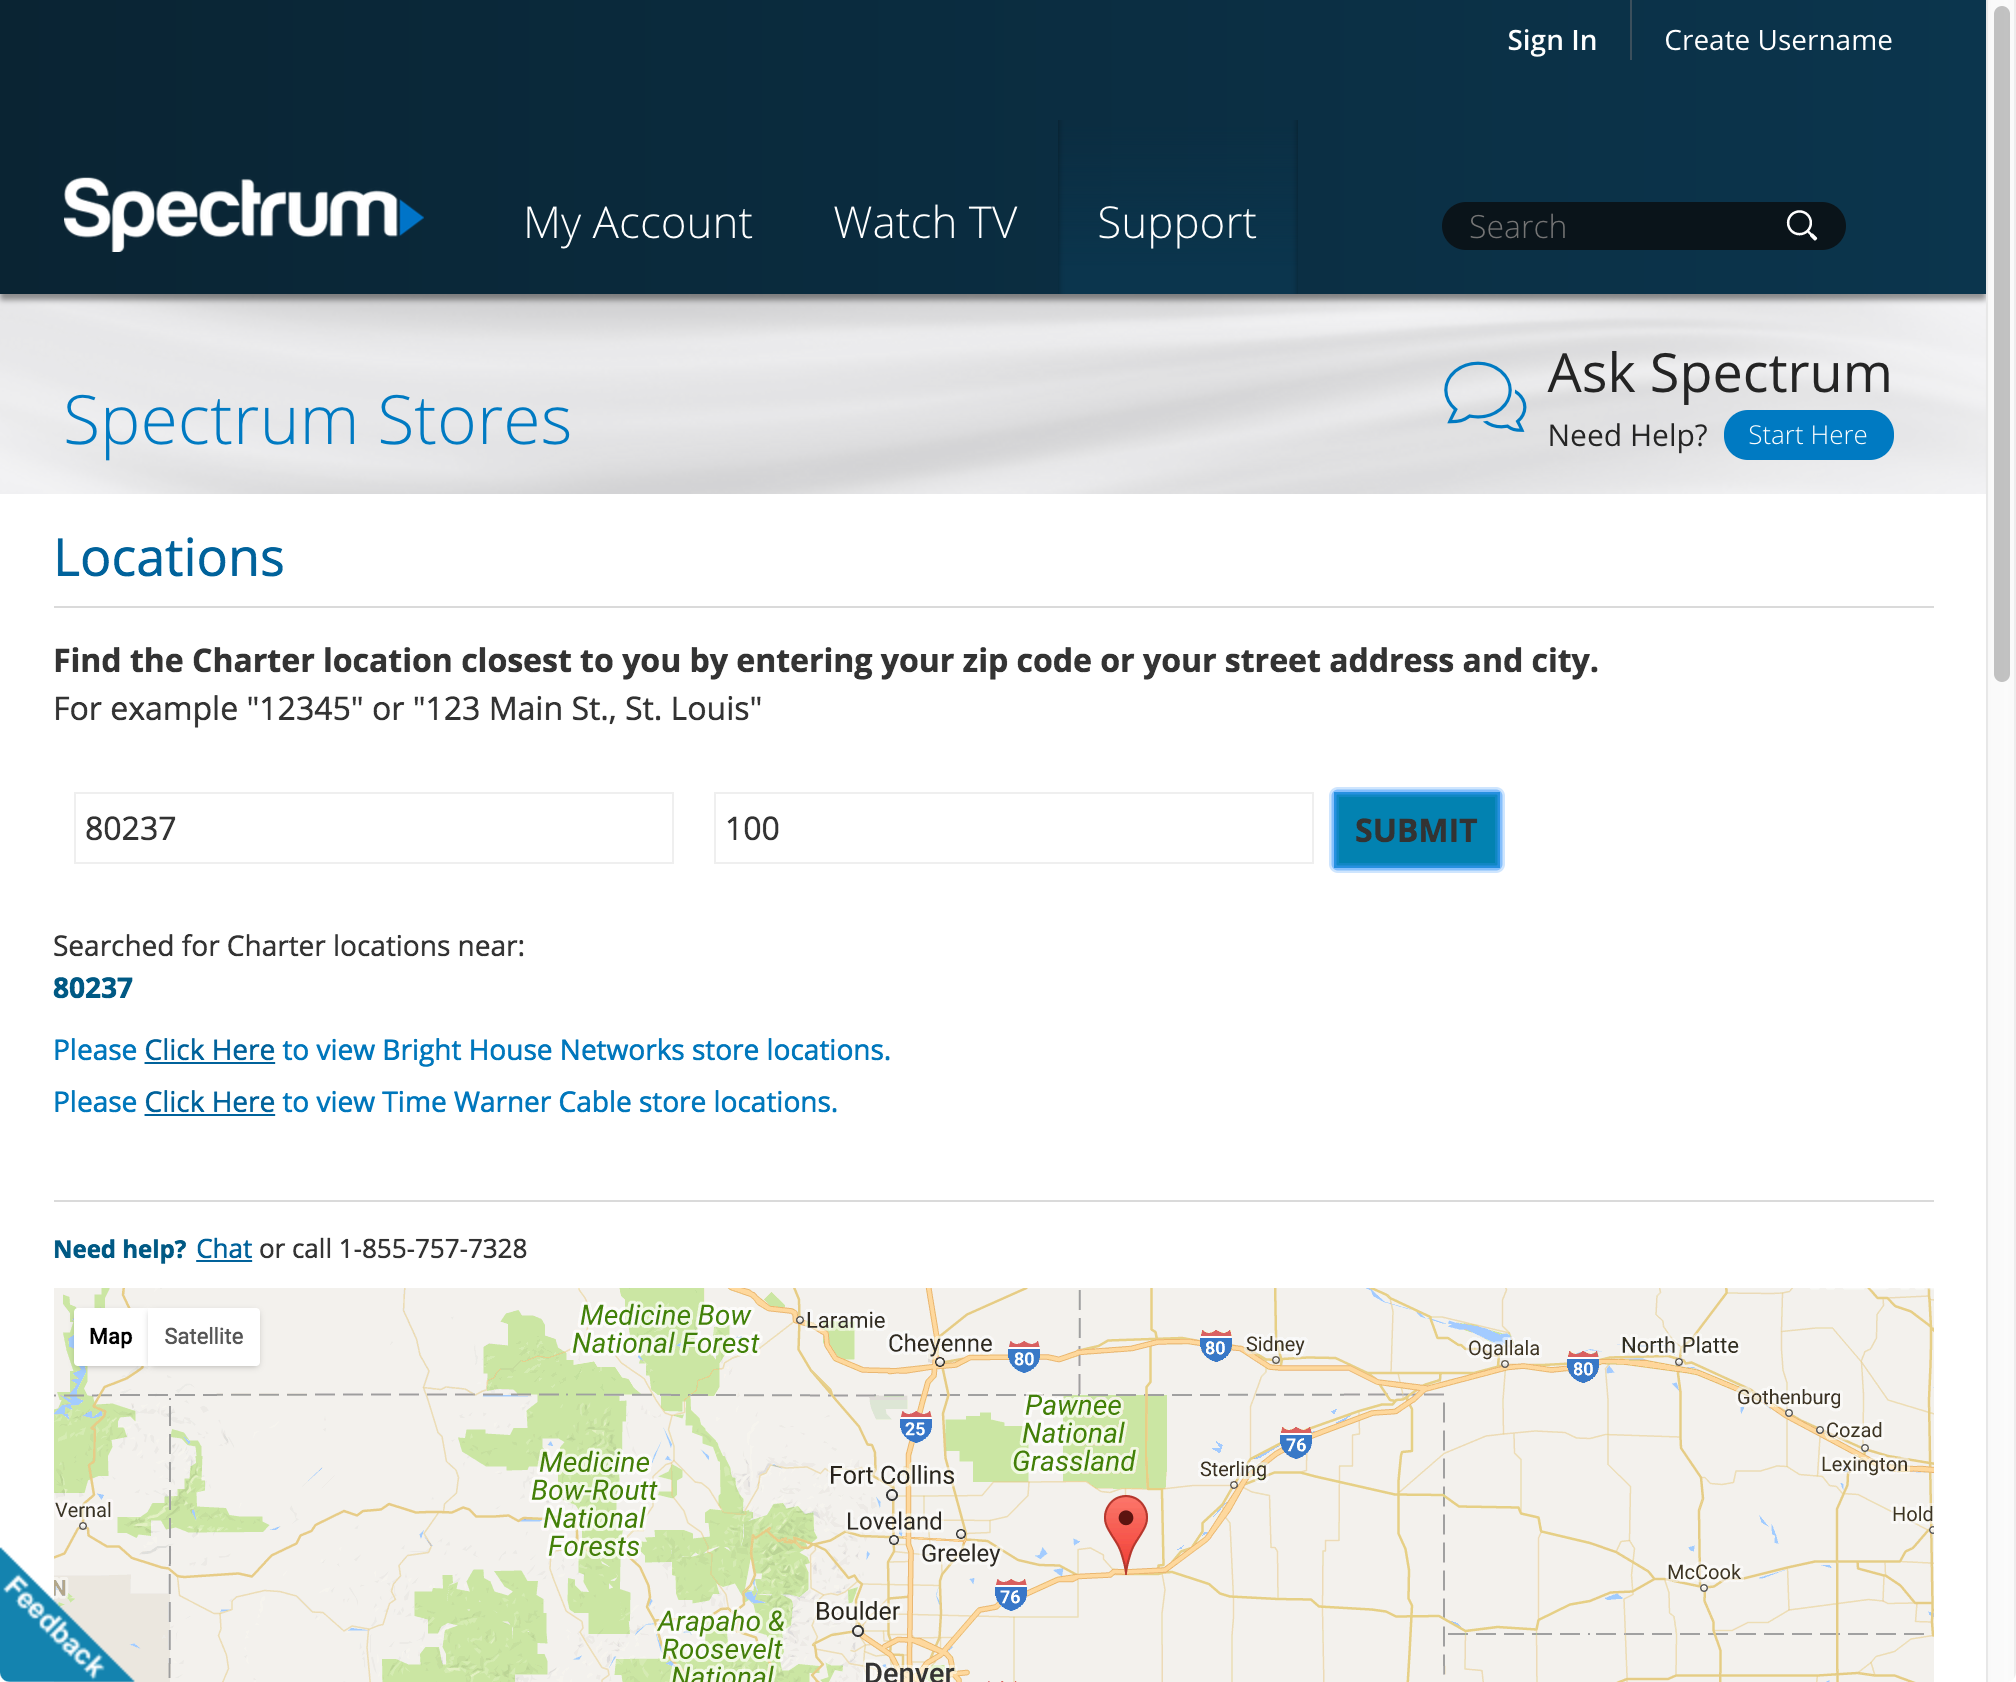 Sign In
Create Username
Spectrum
My Account
Watch TV
Support
Search
Spectrum Stores
Ask Spectrum
Need Help?
Start Here
Locations
Find the Charter location closest to you by entering your zip code or your street address and city.
For example "12345" or "123 Main St., St. Louis"
80237
100
SUBMIT
Searched for Charter locations near:
80237
Please Click Here to view Bright House Networks store locations.
Please Click Here to view Time Warner Cable store locations.
Need help? Chat or call 1-855-757-7328
Map
Satellite
Medicine Bow
National Forest
Laramie
Cheyenne
80
80
Sidney
Ogallala
80
North Platte
Gothenburg
Cozad
Lexington
Pawnee
National
Grassland
25
76
Sterling
Fort Collins
Medicine
Bow-Routt
National
Forests
Vernal
Loveland
Greeley
Hold
McCook
76
Boulder
Arapaho &
Roosevelt
National
Denver
N
Feedback